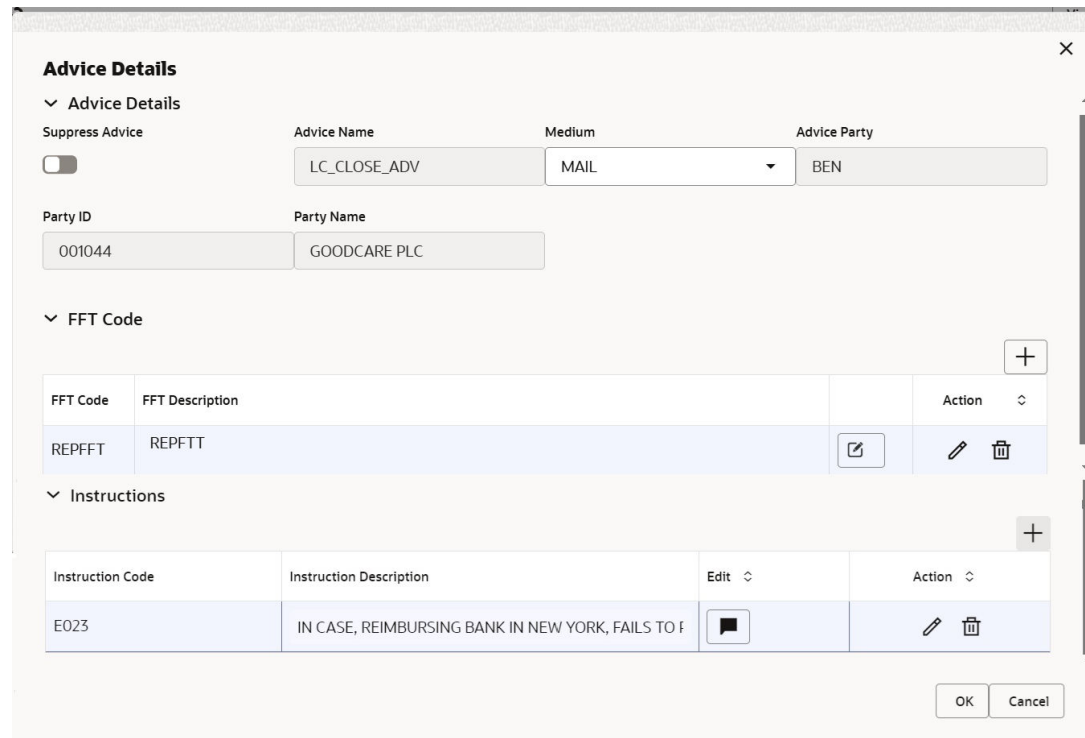 Advice Details
Advice Details
Suppress Advice Advice Name Medium Advice Party
LC_CLOSE_ADV MAIL BEN
Party ID Party Name
001044 GOODCARE PLC
FFT Code
FFT Code FFT Description Action
REPFFT REPFTT
Instructions
Instruction Code Instruction Description Edit Action
E023 IN CASE, REIMBURSING BANK IN NEW YORK, FAILS TO
OK Cancel